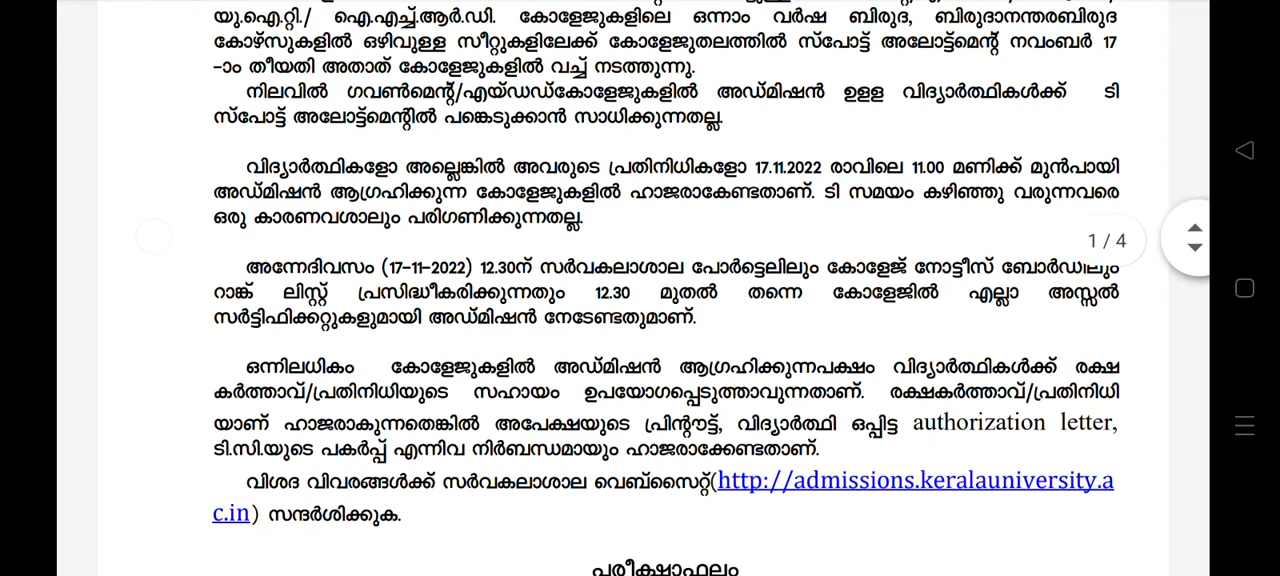 യു.ഐ.റ്റി./ ഐ.എച്ച്.ആർ.ഡി. കോളേജുകളിലെ ഒന്നാം വർഷ ബിരുദ, ബിരുദാനന്തരബിരുദ
കോഴ്സുകളിൽ ഒഴിവുള്ള സീറ്റുകളിലേക്ക് കോളേജുതലത്തിൽ സ്പോട്ട് അലോട്ട്മെന്റ് നവംബർ 17
-ാം തീയതി അതാത് കോളേജുകളിൽ വച്ച് നടത്തുന്നു.
നിലവിൽ ഗവൺമെന്റ്/എയ്ഡഡ്കോളേജുകളിൽ അഡ്മിഷൻ ഉളള വിദ്യാർത്ഥികൾക്ക് ടി
സ്പോട്ട് അലോട്ട്മെന്റിൽ പങ്കെടുക്കാൻ സാധിക്കുന്നതല്ല.
വിദ്യാർത്ഥികളോ അല്ലെങ്കിൽ അവരുടെ പ്രതിനിധികളോ 17.11.2022 രാവിലെ 11.00 മണിക്ക് മുൻപായി
അഡ്മിഷൻ ആഗ്രഹിക്കുന്ന കോളേജുകളിൽ ഹാജരാകേണ്ടതാണ്. ടി സമയം കഴിഞ്ഞു വരുന്നവരെ
ഒരു കാരണവശാലും പരിഗണിക്കുന്നതല്ല.
1 / 4
അന്നേദിവസം (17-11-2022) 12.30ന് സർവകലാശാല പോർട്ടെലിലും കോളേജ് നോട്ടീസ് ബോർഡിലും
റാങ്ക് ലിസ്റ്റ് പ്രസിദ്ധീകരിക്കുന്നതും 12.30 മുതൽ തന്നെ കോളേജിൽ എല്ലാ അസ്സൽ
സർട്ടിഫിക്കറ്റുകളുമായി അഡ്മിഷൻ നേടേണ്ടതുമാണ്.
ഒന്നിലധികം കോളേജുകളിൽ അഡ്മിഷൻ ആഗ്രഹിക്കുന്നപക്ഷം വിദ്യാർത്ഥികൾക്ക് രക്ഷ
കർത്താവ്/പ്രതിനിധിയുടെ സഹായം ഉപയോഗപ്പെടുത്താവുന്നതാണ്. രക്ഷകർത്താവ്/പ്രതിനിധി
യാണ് ഹാജരാകുന്നതെങ്കിൽ അപേക്ഷയുടെ പ്രിന്റൗട്ട്, വിദ്യാർത്ഥി ഒപ്പിട്ട authorization letter,
ടി.സി.യുടെ പകർപ്പ് എന്നിവ നിർബന്ധമായും ഹാജരാക്കേണ്ടതാണ്.
വിശദ വിവരങ്ങൾക്ക് സർവകലാശാല വെബ്സൈറ്റ്(http://admissions.keralauniversity.a
c.in) സന്ദർശിക്കുക.
പരീക്ഷാഫലം